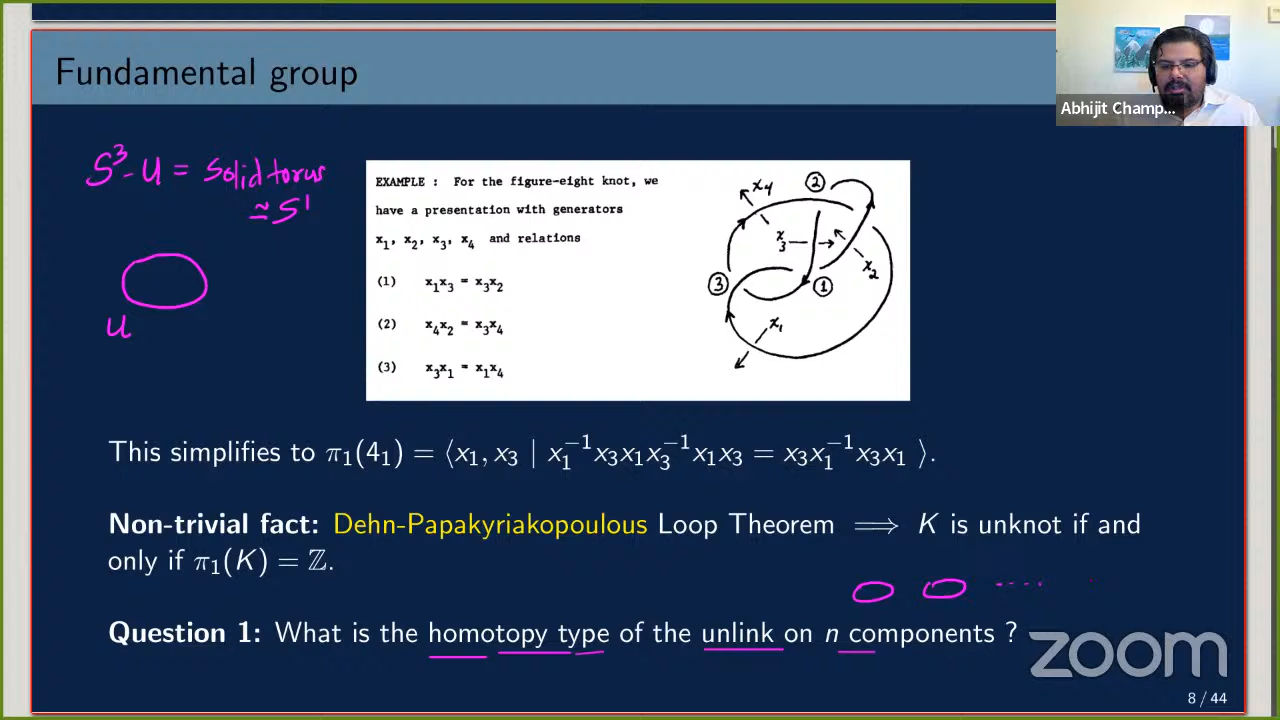 Fundamental group
Abhijit Champ...
S³ - U = Solid torus
≃ S¹
U
EXAMPLE : For the figure-eight knot, we
have a presentation with generators
x₁, x₂, x₃, x₄ and relations
(1) x₁x₃ = x₃x₂
(2) x₄x₂ = x₃x₄
(3) x₃x₁ = x₁x₄
x₄
②
x₃
x₂
③
①
x₁
This simplifies to π₁(4₁) = ⟨x₁, x₃ | x₁⁻¹x₃x₁x₃⁻¹x₁x₃ = x₃x₁⁻¹x₃x₁ ⟩.
Non-trivial fact: Dehn-Papakyriakopoulous Loop Theorem ⟹ K is unknot if and
only if π₁(K) = ℤ.
Question 1: What is the homotopy type of the unlink on n components ?
zoom
8 / 44